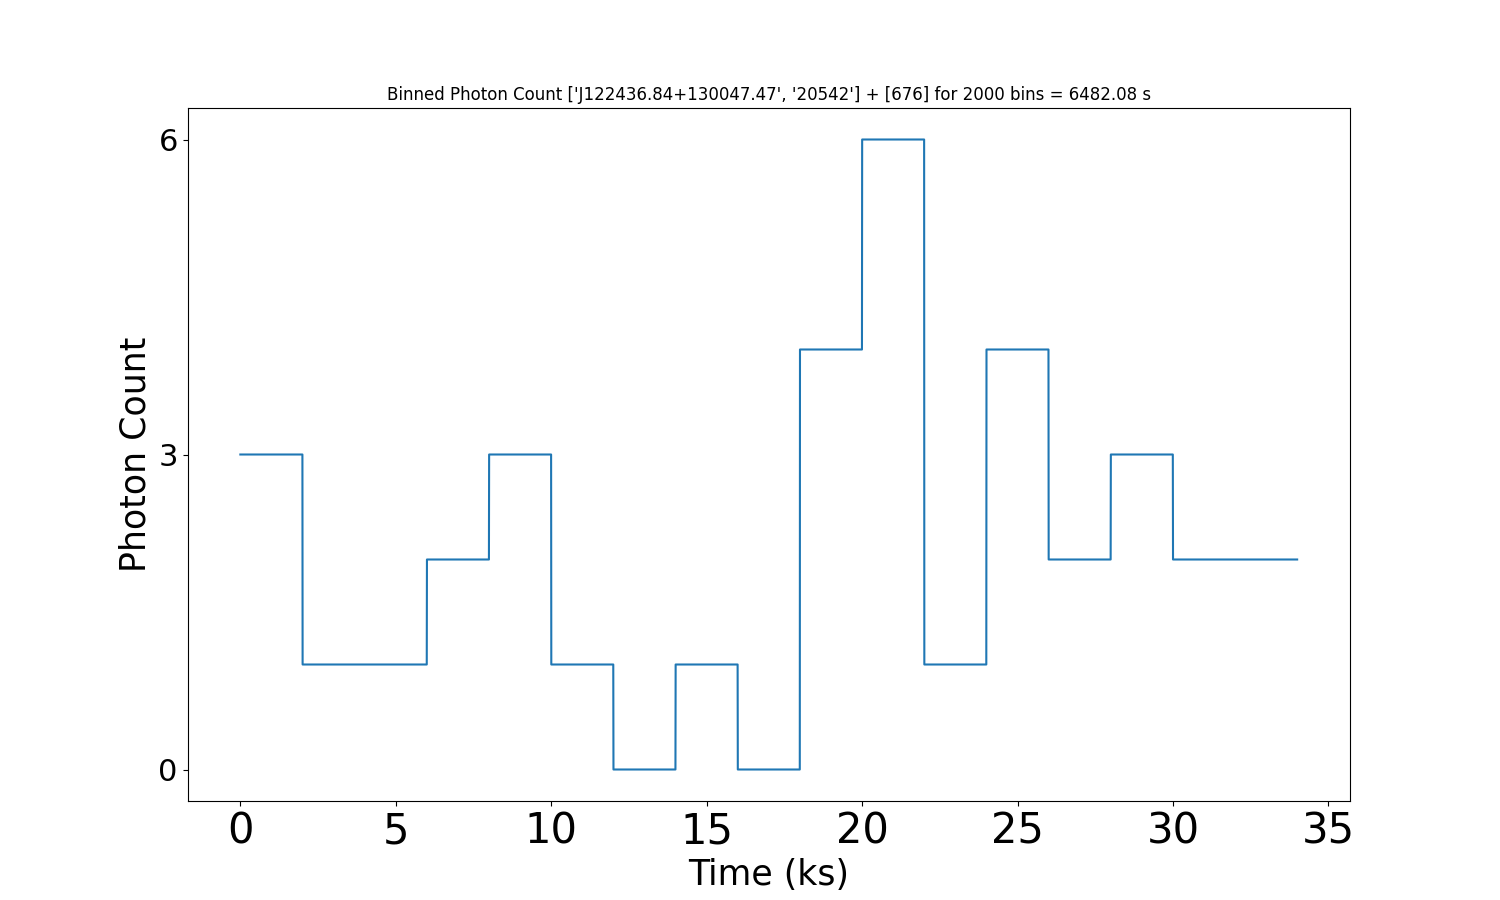 Binned Photon Count ['J122436.84+130047.47', '20542'] + [676] for 2000 bins = 6482.08 s
6
3
0
Photon Count
0 5 10 15 20 25 30 35
Time (ks)